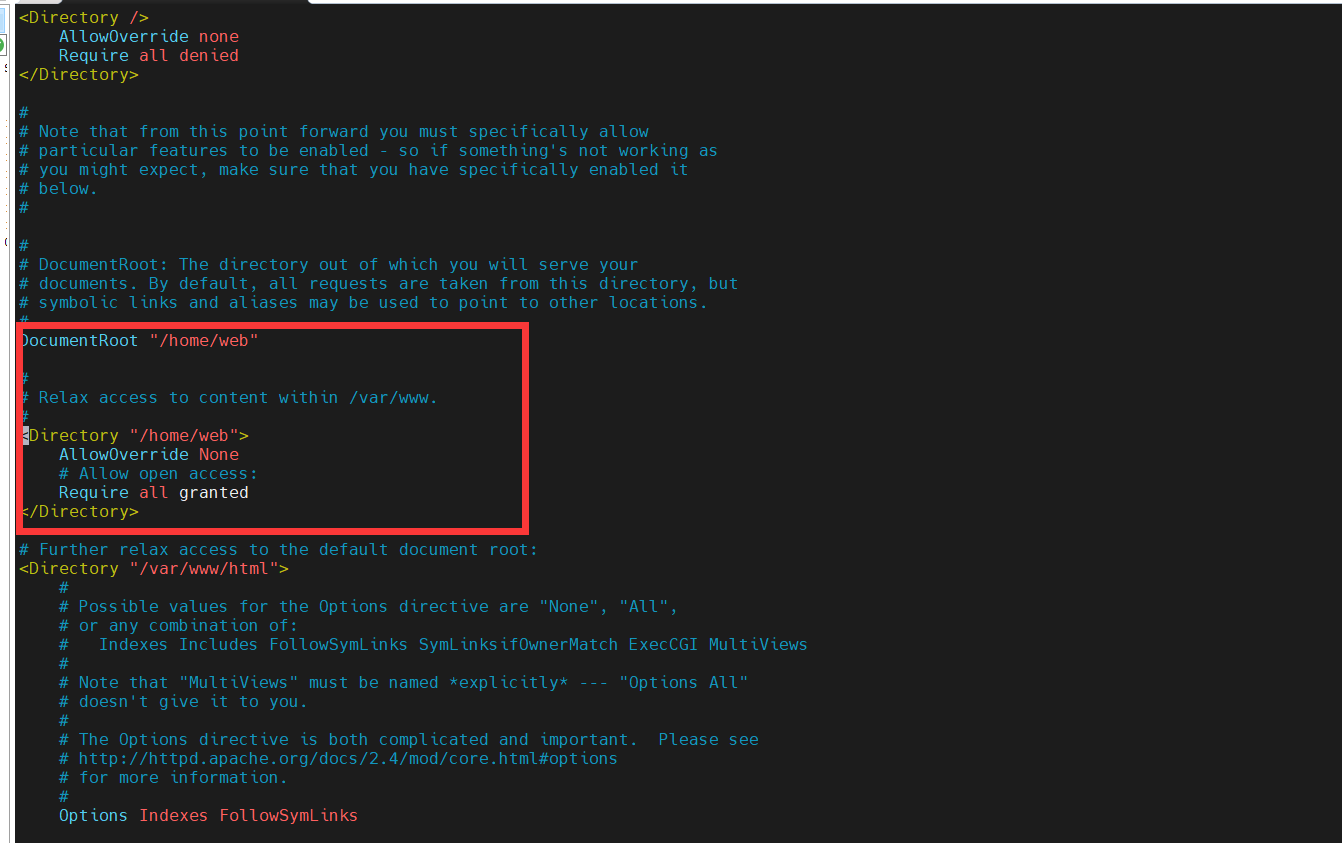 <Directory />
    AllowOverride none
    Require all denied
</Directory>
#
# Note that from this point forward you must specifically allow
# particular features to be enabled - so if something's not working as
# you might expect, make sure that you have specifically enabled it
# below.
#
#
# DocumentRoot: The directory out of which you will serve your
# documents. By default, all requests are taken from this directory, but
# symbolic links and aliases may be used to point to other locations.
#
DocumentRoot "/home/web"
#
# Relax access to content within /var/www.
#
<Directory "/home/web">
    AllowOverride None
    # Allow open access:
    Require all granted
</Directory>
# Further relax access to the default document root:
<Directory "/var/www/html">
    #
    # Possible values for the Options directive are "None", "All",
    # or any combination of:
    #   Indexes Includes FollowSymLinks SymLinksifOwnerMatch ExecCGI MultiViews
    #
    # Note that "MultiViews" must be named *explicitly* --- "Options All"
    # doesn't give it to you.
    #
    # The Options directive is both complicated and important.  Please see
    # http://httpd.apache.org/docs/2.4/mod/core.html#options
    # for more information.
    #
    Options Indexes FollowSymLinks